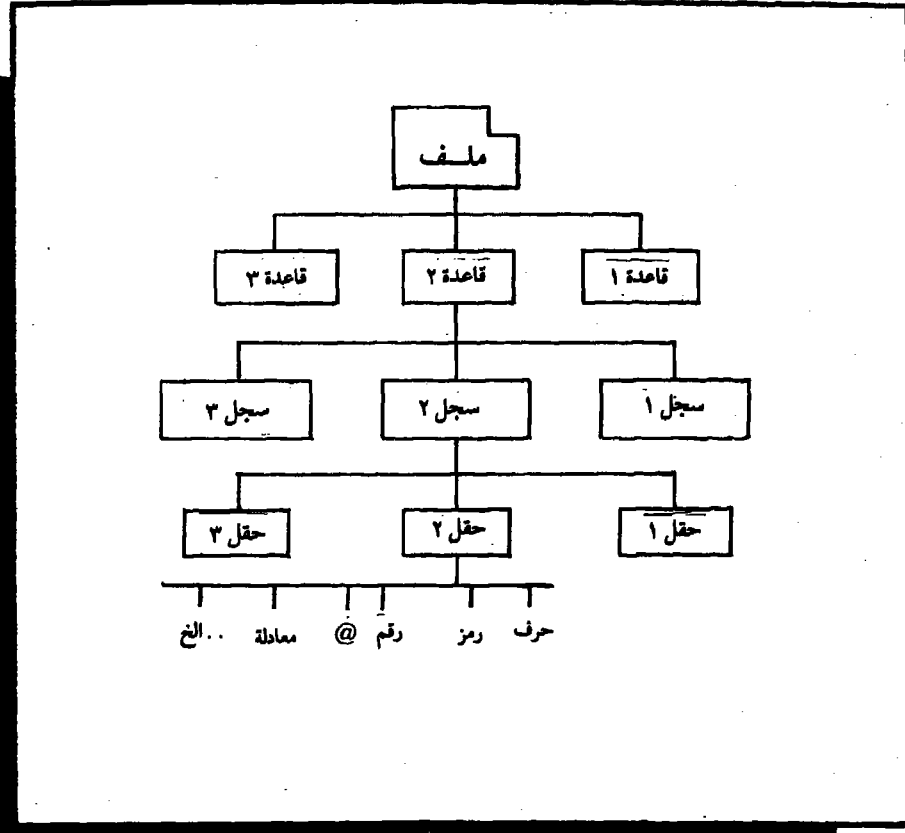 ملف
قاعدة ١ قاعدة ٢ قاعدة ٣
سجل ١ سجل ٢ سجل ٣
حقل ١ حقل ٢ حقل ٣
حرف رمز رقم @ معادلة ..الخ